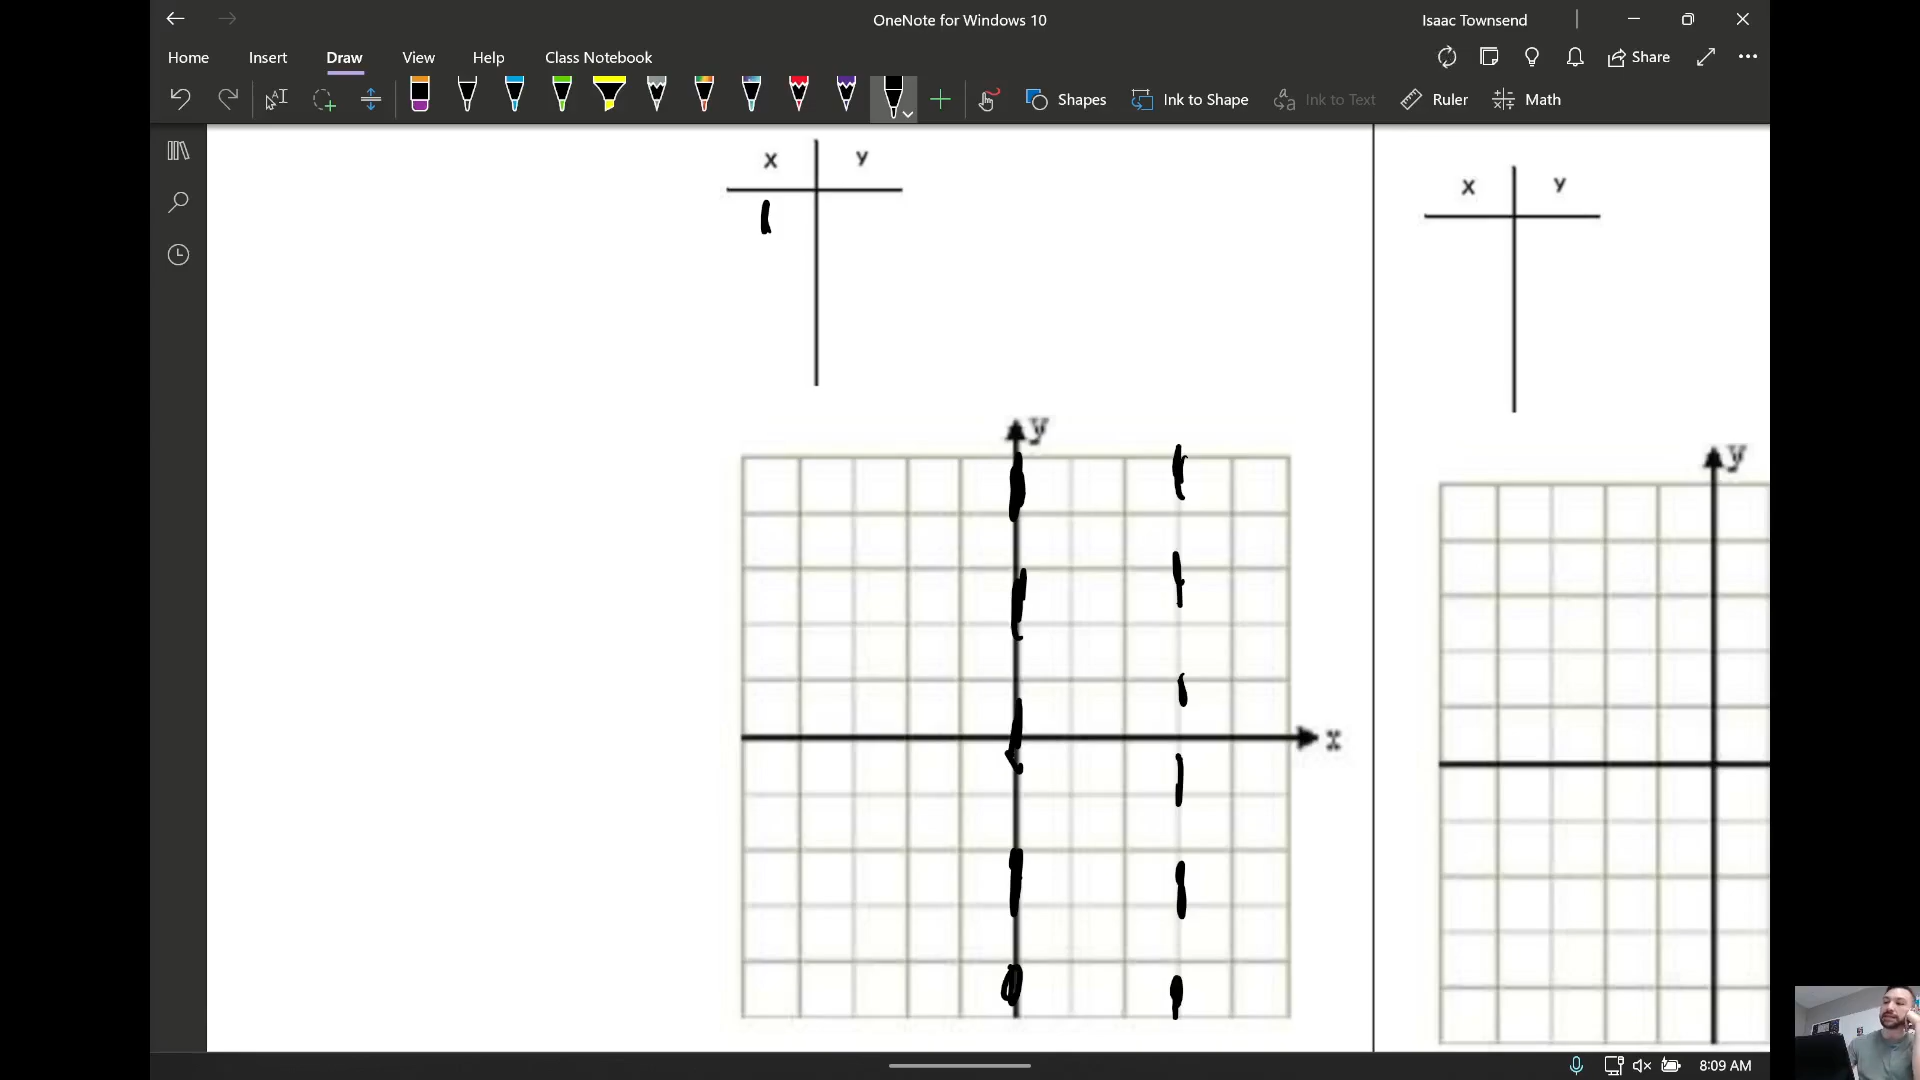 OneNote for Windows 10
Isaac Townsend
Home Insert Draw View Help Class Notebook
Share
Shapes Ink to Shape Ink to Text Ruler Math
x y
1
x y
y
x
y
8:09 AM